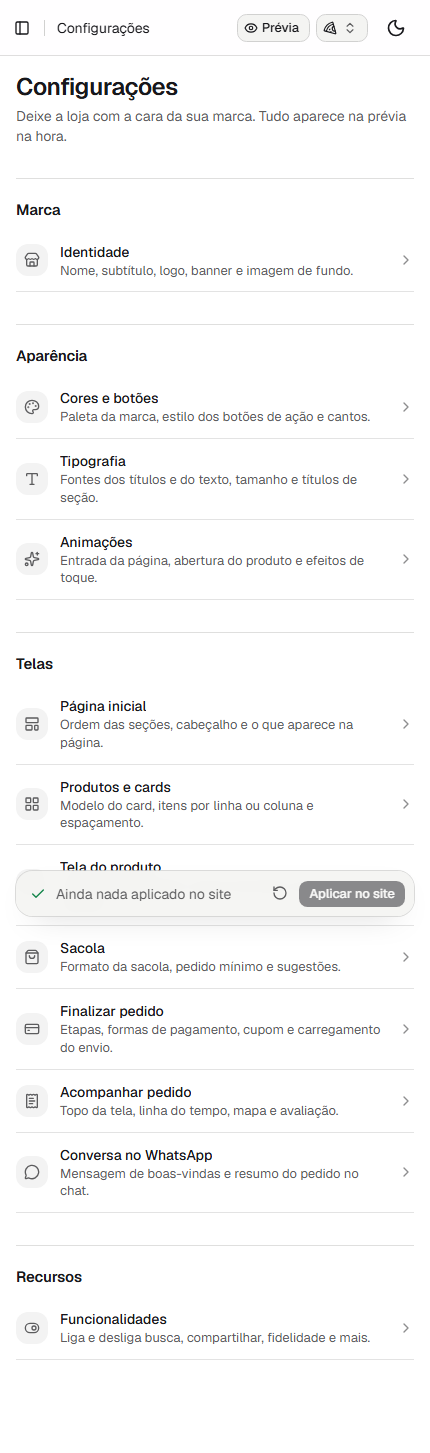 Configurações
Prévia
Configurações
Deixe a loja com a cara da sua marca. Tudo aparece na prévia
na hora.
Marca
Identidade
Nome, subtítulo, logo, banner e imagem de fundo.
Aparência
Cores e botões
Paleta da marca, estilo dos botões de ação e cantos.
Tipografia
Fontes dos títulos e do texto, tamanho e títulos de
seção.
Animações
Entrada da página, abertura do produto e efeitos de
toque.
Telas
Página inicial
Ordem das seções, cabeçalho e o que aparece na
página.
Produtos e cards
Modelo do card, itens por linha ou coluna e
espaçamento.
Tela do produto
Ainda nada aplicado no site
Aplicar no site
Sacola
Formato da sacola, pedido mínimo e sugestões.
Finalizar pedido
Etapas, formas de pagamento, cupom e carregamento
do envio.
Acompanhar pedido
Topo da tela, linha do tempo, mapa e avaliação.
Conversa no WhatsApp
Mensagem de boas-vindas e resumo do pedido no
chat.
Recursos
Funcionalidades
Liga e desliga busca, compartilhar, fidelidade e mais.